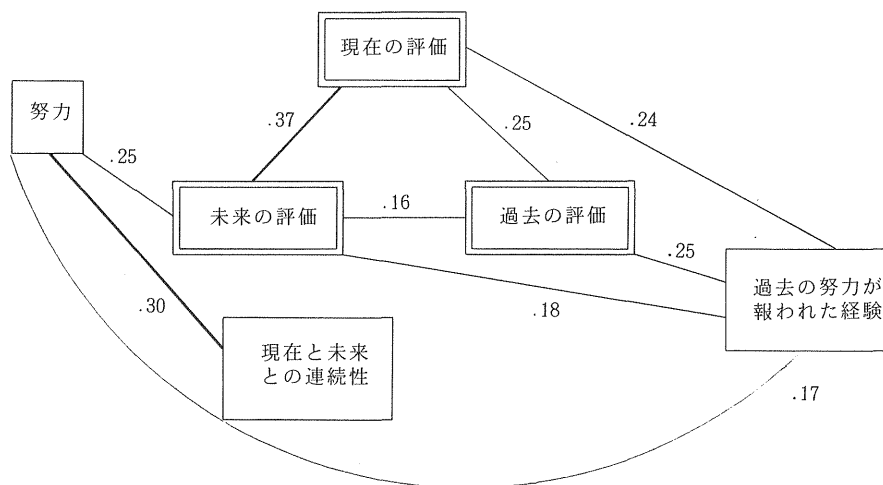 現在の評価
努力
.37
.25
.24
.25
未来の評価
.16
過去の評価
.25
過去の努力が
報われた経験
.18
.30
現在と未来
との連続性
.17